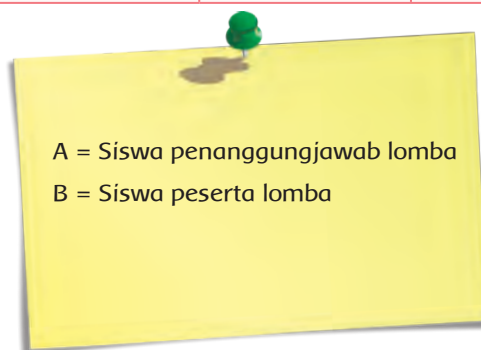 A = Siswa penanggungjawab lomba
B = Siswa peserta lomba